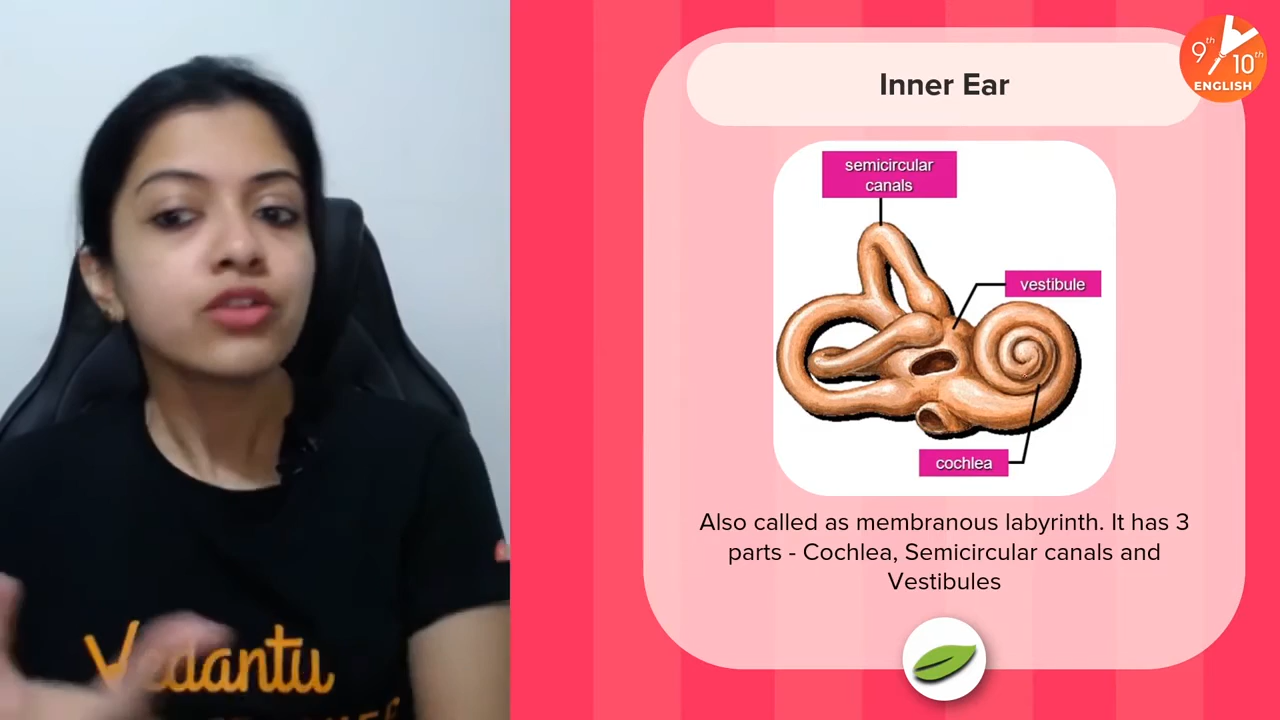 Inner Ear
9th 10th
ENGLISH
semicircular
canals
vestibule
cochlea
Also called as membranous labyrinth. It has 3
parts - Cochlea, Semicircular canals and
Vestibules
Vedantu